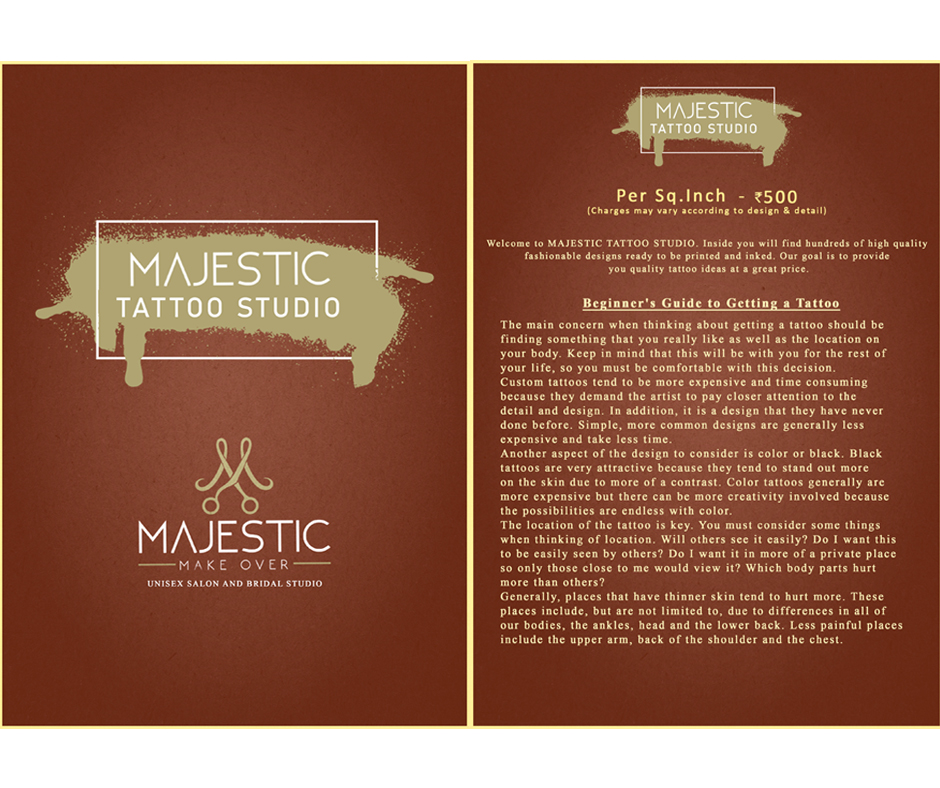 MAJESTIC
TATTOO STUDIO
MAJESTIC
MAKE OVER
UNISEX SALON AND BRIDAL STUDIO
MAJESTIC
TATTOO STUDIO
Per Sq.Inch - ₹500
(Charges may vary according to design & detail)
Welcome to MAJESTIC TATTOO STUDIO. Inside you will find hundreds of high quality
fashionable designs ready to be printed and inked. Our goal is to provide
you quality tattoo ideas at a great price.
Beginner's Guide to Getting a Tattoo
The main concern when thinking about getting a tattoo should be
finding something that you really like as well as the location on
your body. Keep in mind that this will be with you for the rest of
your life, so you must be comfortable with this decision.
Custom tattoos tend to be more expensive and time consuming
because they demand the artist to pay closer attention to the
detail and design. In addition, it is a design that they have never
done before. Simple, more common designs are generally less
expensive and take less time.
Another aspect of the design to consider is color or black. Black
tattoos are very attractive because they tend to stand out more
on the skin due to more of a contrast. Color tattoos generally are
more expensive but there can be more creativity involved because
the possibilities are endless with color.
The location of the tattoo is key. You must consider some things
when thinking of location. Will others see it easily? Do I want this
to be easily seen by others? Do I want it in more of a private place
so only those close to me would view it? Which body parts hurt
more than others?
Generally, places that have thinner skin tend to hurt more. These
places include, but are not limited to, due to differences in all of
our bodies, the ankles, head and the lower back. Less painful places
include the upper arm, back of the shoulder and the chest.